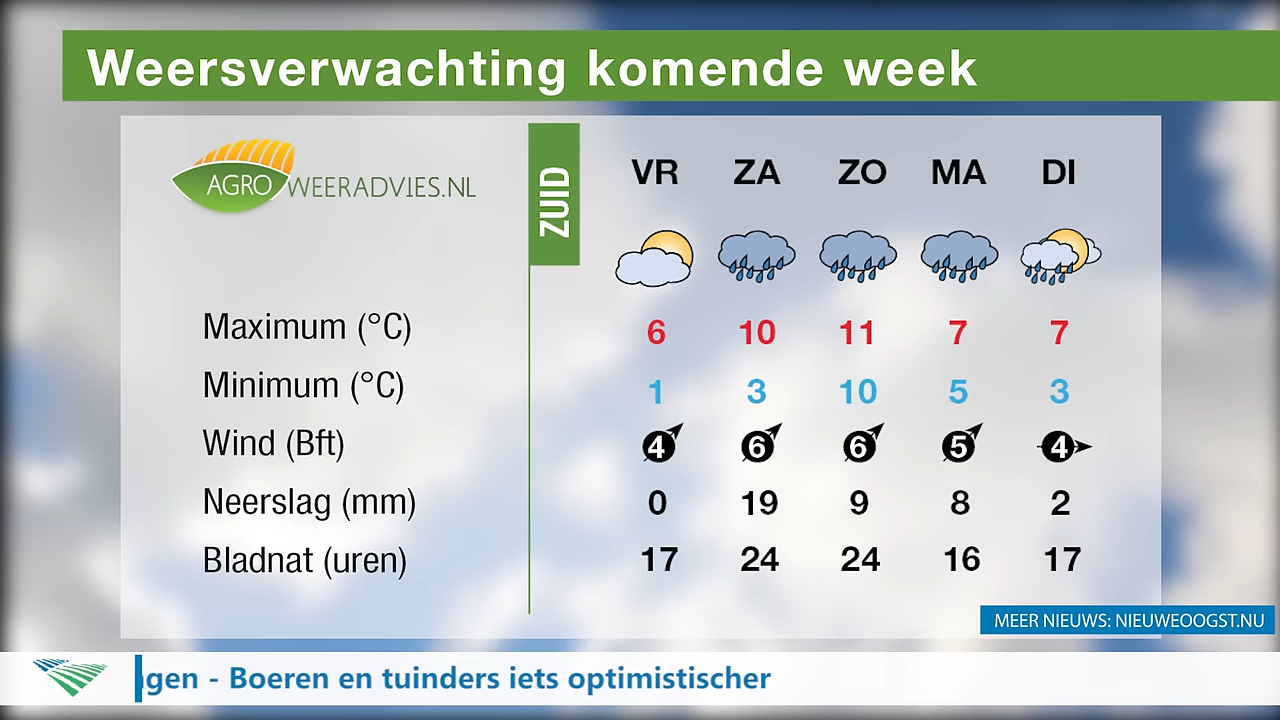 Weersverwachting komende week
AGRO WEERADVIES.NL
ZUID
VR ZA ZO MA DI
Maximum (°C) 6 10 11 7 7
Minimum (°C) 1 3 10 5 3
Wind (Bft) 4 6 6 5 4
Neerslag (mm) 0 19 9 8 2
Bladnat (uren) 17 24 24 16 17
MEER NIEUWS: NIEUWEOOGST.NU
gen - Boeren en tuinders iets optimistischer